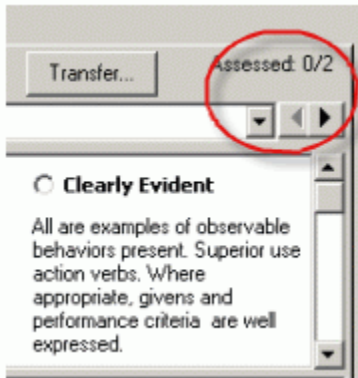 Transfer...
Assessed: 0/2
Clearly Evident
All are examples of observable
behaviors present. Superior use
action verbs. Where
appropriate, givens and
performance criteria are well
expressed.